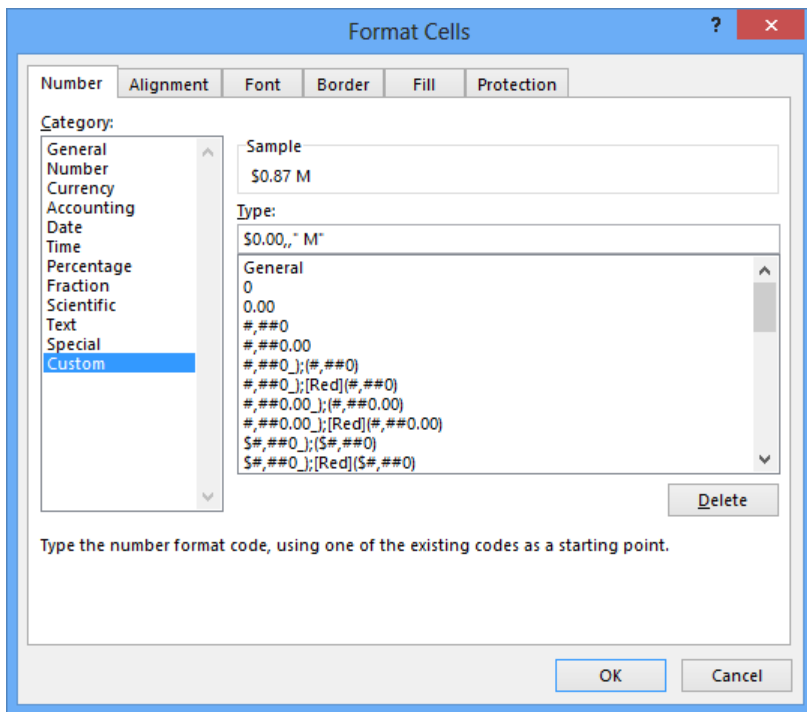 Format Cells
?
×
Number Alignment Font Border Fill Protection
Category:
General
Number
Currency
Accounting
Date
Time
Percentage
Fraction
Scientific
Text
Special
Custom
Sample
$0.87 M
Type:
$0.00,," M"
General
0
0.00
#,##0
#,##0.00
#,##0_);(#,##0)
#,##0_);[Red](#,##0)
#,##0.00_);(#,##0.00)
#,##0.00_);[Red](#,##0.00)
$#,##0_);($#,##0)
$#,##0_);[Red]($#,##0)
Delete
Type the number format code, using one of the existing codes as a starting point.
OK Cancel